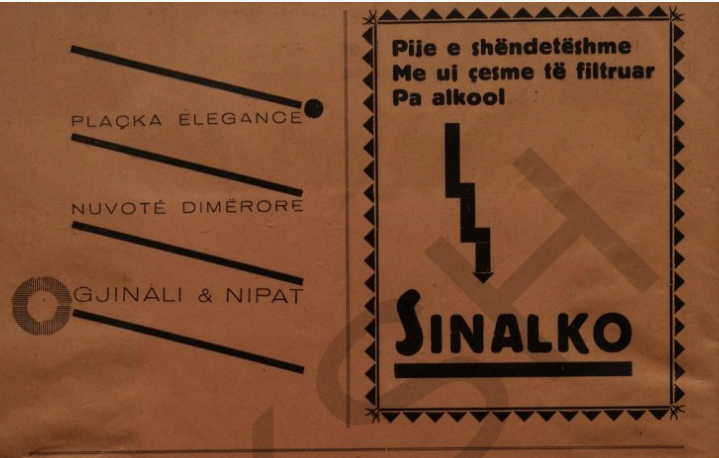 PLAÇKA ELEGANCE
NUVOTÉ DIMËRORE
GJINALI & NIPAT
Pije e shëndetëshme
Me ui çesme të filtruar
Pa alkool
SINALKO